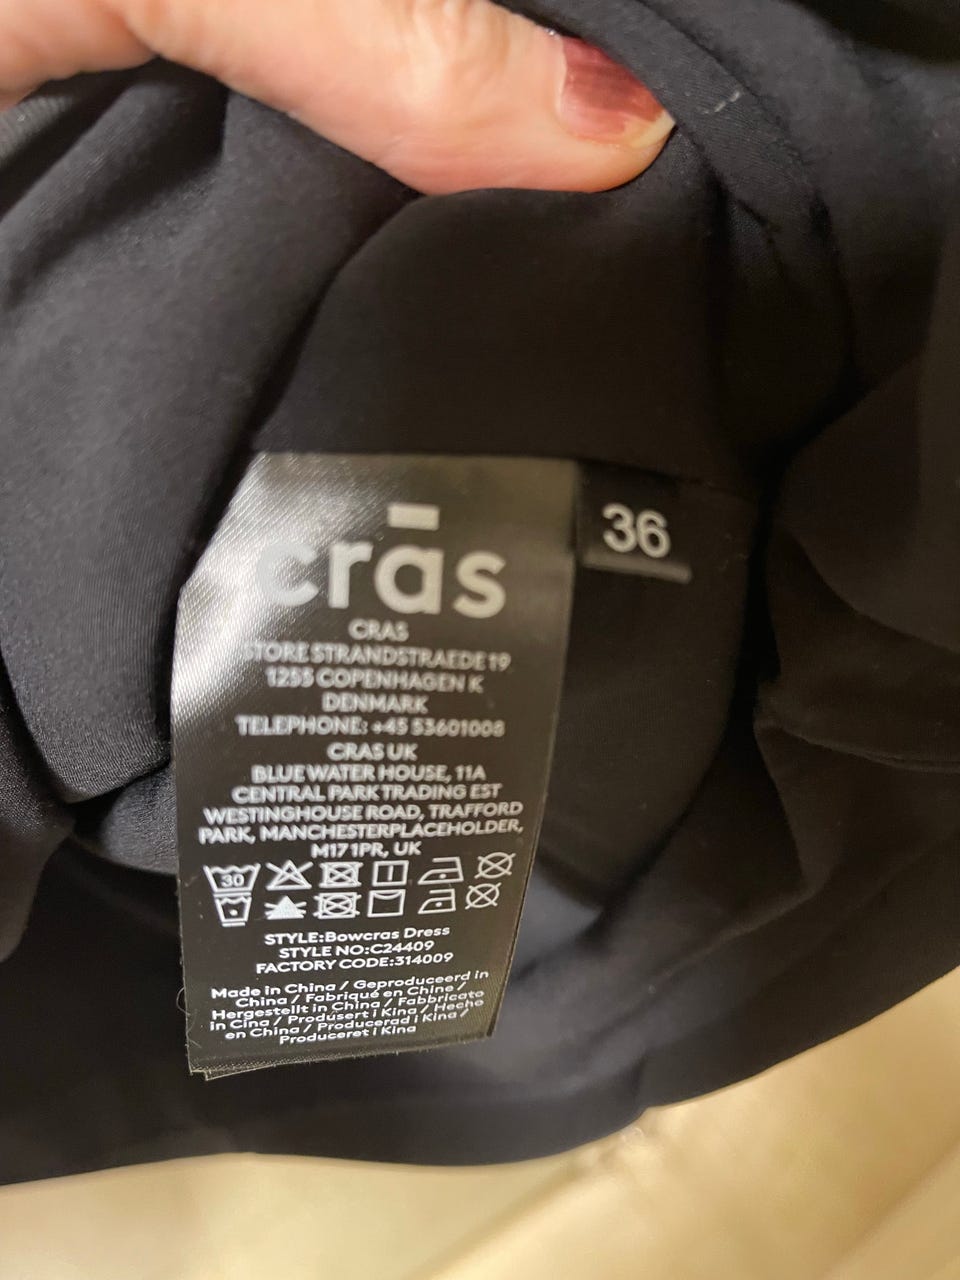 crās
36
CRAS
STORE STRANDSTRAEDE 19
1255 COPENHAGEN K
DENMARK
TELEPHONE: +45 53601008
CRAS UK
BLUE WATER HOUSE, 11A
CENTRAL PARK TRADING EST
WESTINGHOUSE ROAD, TRAFFORD
PARK, MANCHESTERPLACEHOLDER,
M17 1PR, UK
30
STYLE:Bowcras Dress
STYLE NO:C24409
FACTORY CODE:314009
Made in China / Geproduceerd in
China / Fabriqué en Chine /
Hergestellt in China / Fabbricato
in Cina / Produsert i Kina / Hecho
en China / Producerad i Kina /
Produceret i Kina